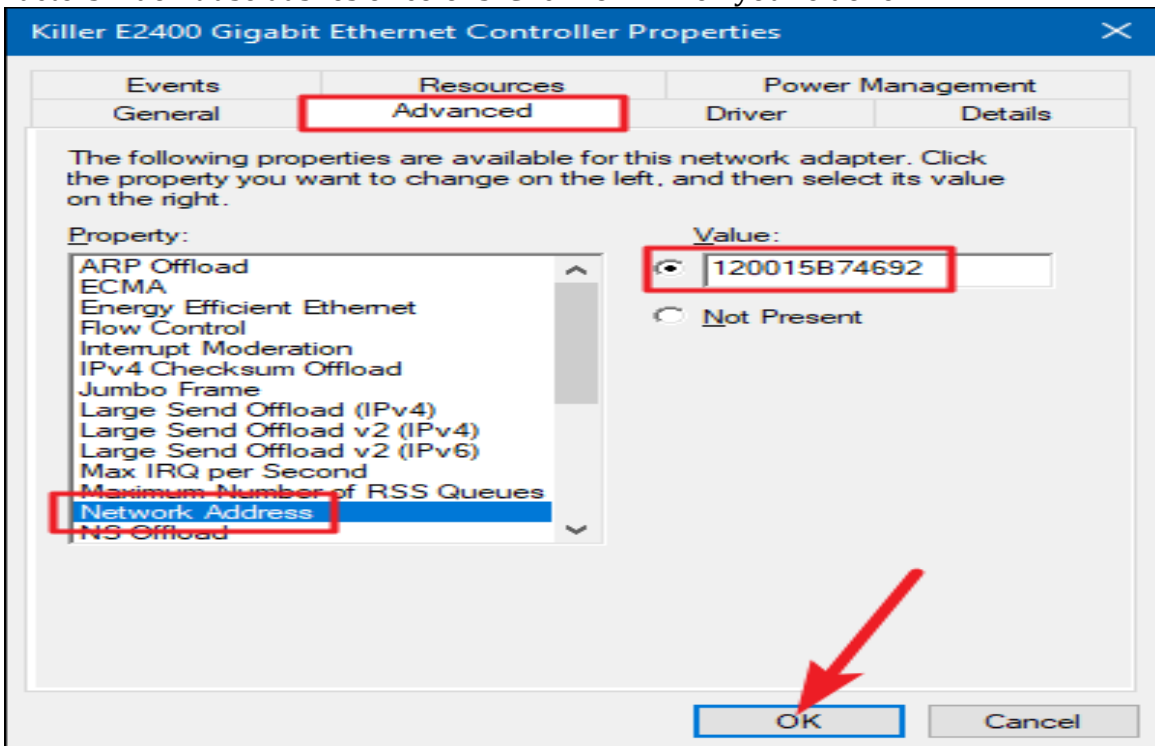 Killer E2400 Gigabit Ethernet Controller Properties
Events Resources Power Management
General Advanced Driver Details
The following properties are available for this network adapter. Click
the property you want to change on the left, and then select its value
on the right.
Property: Value:
ARP Offload
120015B74692
ECMA
Energy Efficient Ethernet
Not Present
Flow Control
Interrupt Moderation
IPv4 Checksum Offload
Jumbo Frame
Large Send Offload (IPv4)
Large Send Offload v2 (IPv4)
Large Send Offload v2 (IPv6)
Max IRQ per Second
Maximum Number of RSS Queues
Network Address
NS Offload
OK Cancel